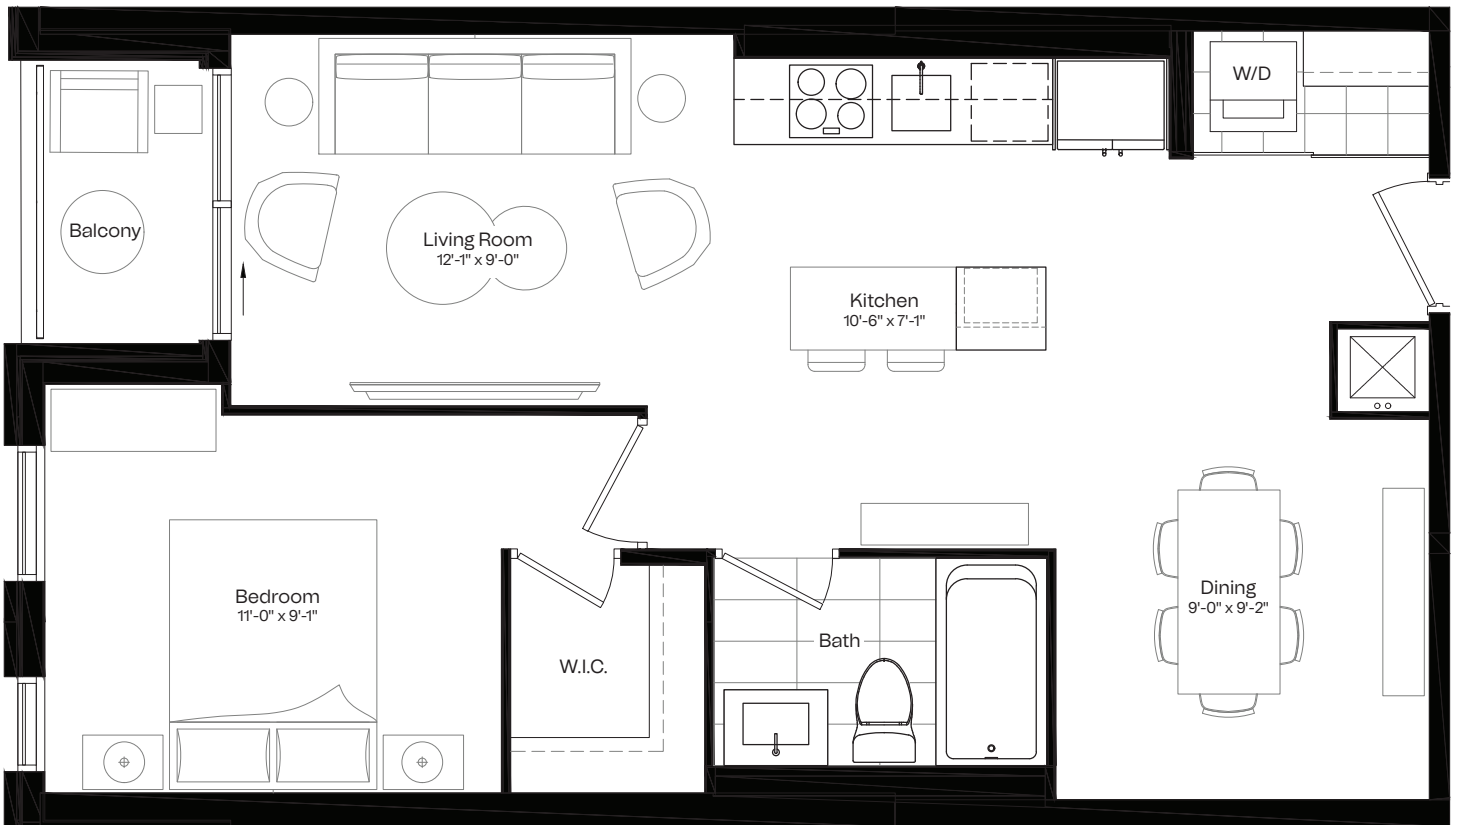 W/D
Balcony
Living Room
12'-1" x 9'-0"
Kitchen
10'-6" x 7'-1"
Bedroom
11'-0" x 9'-1"
Dining
9'-0" x 9'-2"
Bath
W.I.C.